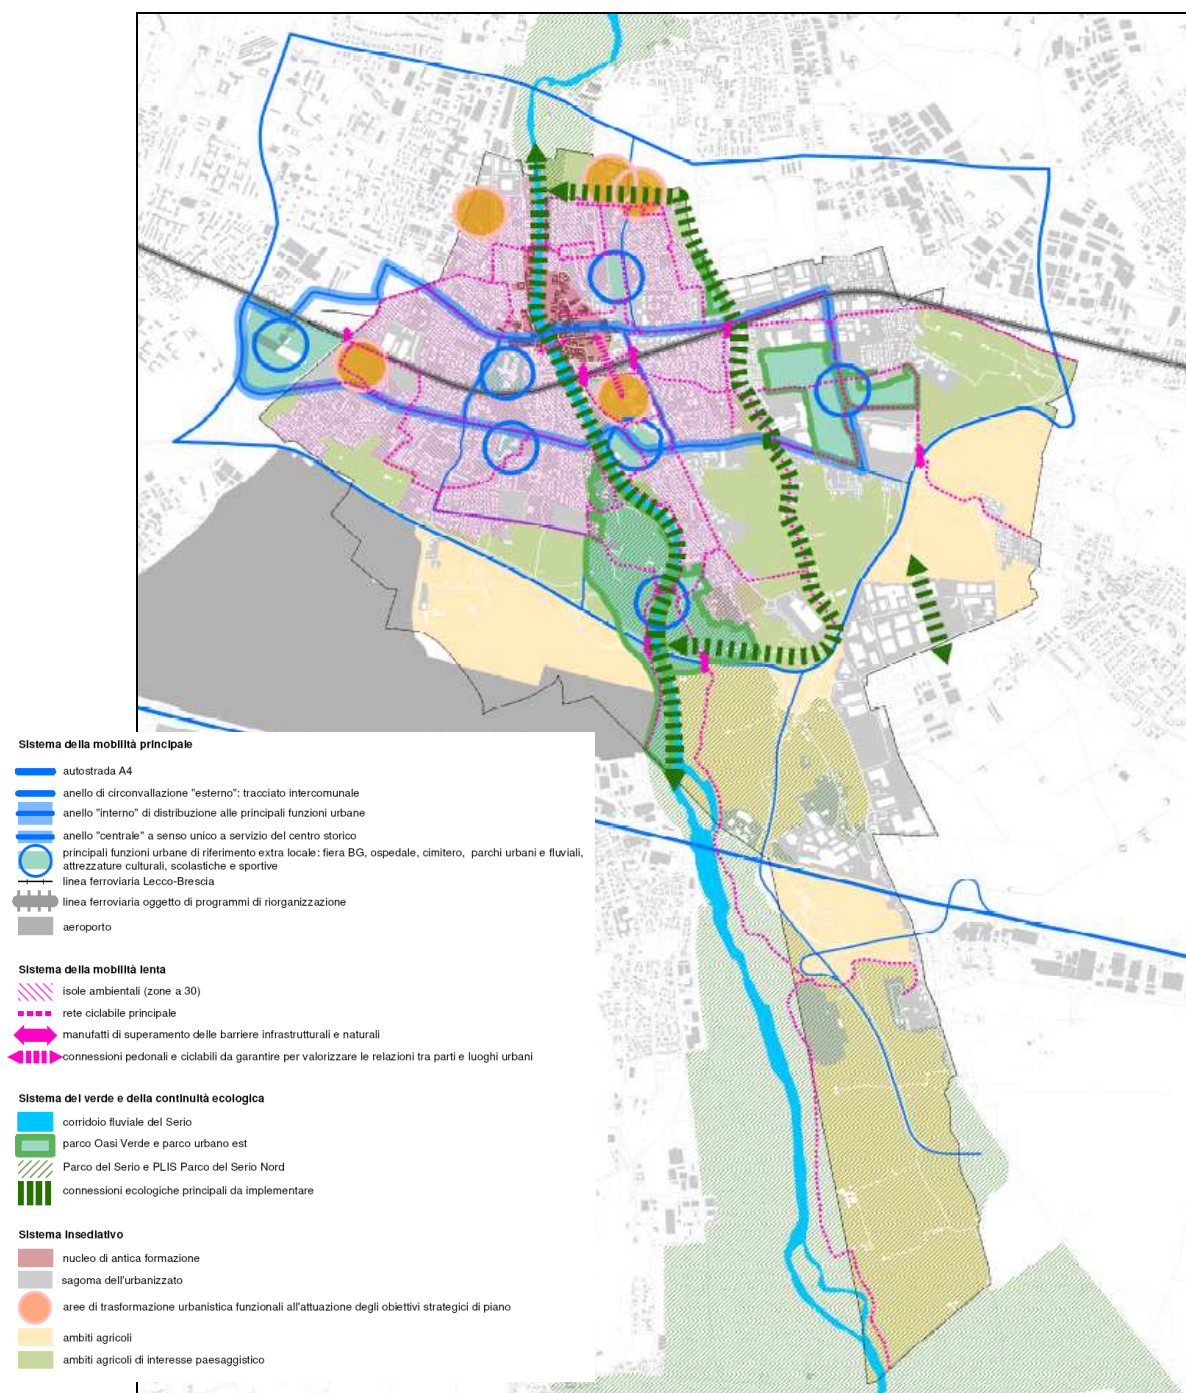 Sistema della mobilità principale
autostrada A4
anello di circonvallazione "esterno": tracciato intercomunale
anello "interno" di distribuzione alle principali funzioni urbane
anello "centrale" a senso unico a servizio del centro storico
principali funzioni urbane di riferimento extra locale: fiera BG, ospedale, cimitero, parchi urbani e fluviali,
attrezzature culturali, scolastiche e sportive
linea ferroviaria Lecco-Brescia
linea ferroviaria oggetto di programmi di riorganizzazione
aeroporto
Sistema della mobilità lenta
isole ambientali (zone a 30)
rete ciclabile principale
manufatti di superamento delle barriere infrastrutturali e naturali
connessioni pedonali e ciclabili da garantire per valorizzare le relazioni tra parti e luoghi urbani
Sistema del verde e della continuità ecologica
corridoio fluviale del Serio
parco Oasi Verde e parco urbano est
Parco del Serio e PLIS Parco del Serio Nord
connessioni ecologiche principali da implementare
Sistema insediativo
nucleo di antica formazione
sagoma dell'urbanizzato
aree di trasformazione urbanistica funzionali all'attuazione degli obiettivi strategici di piano
ambiti agricoli
ambiti agricoli di interesse paesaggistico